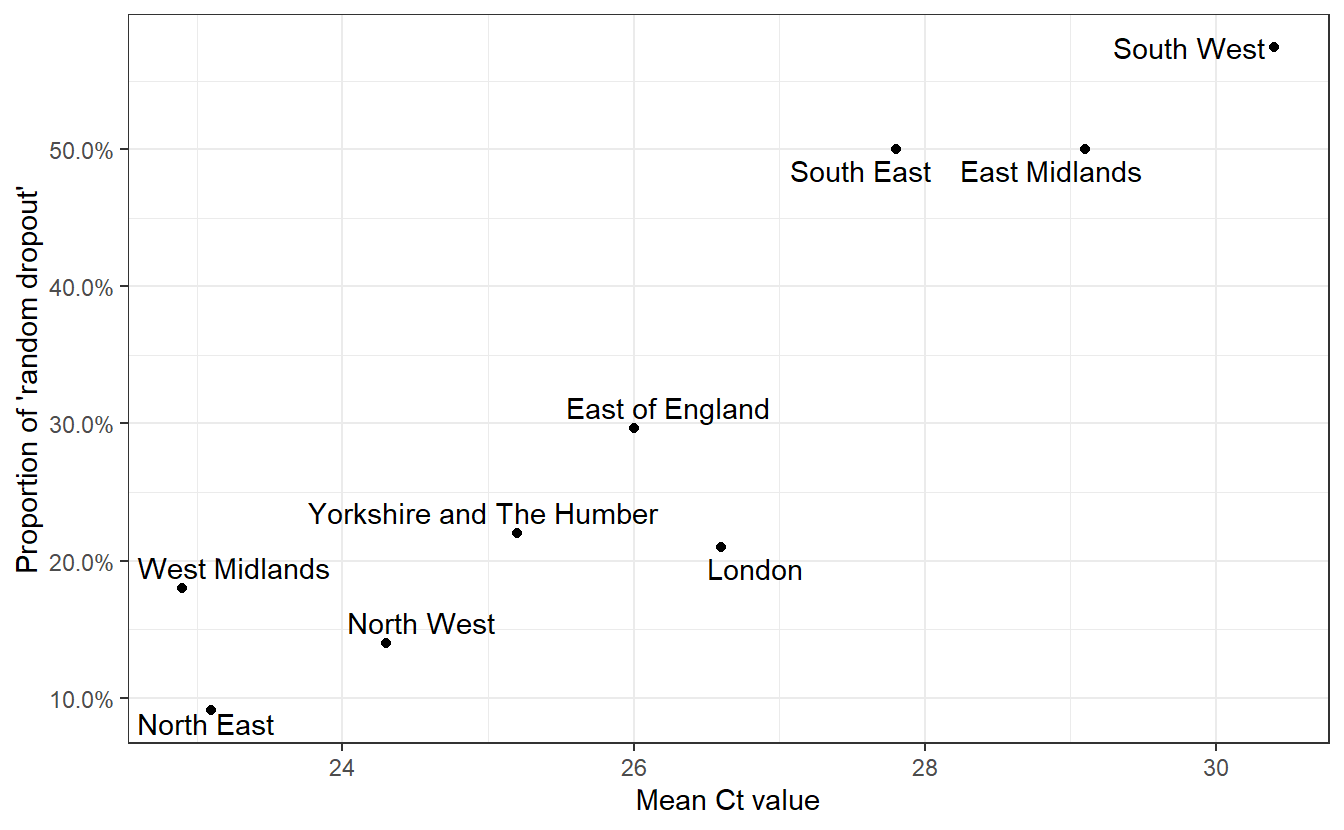 South West
50.0%
South East
East Midlands
40.0%
Proportion of 'random dropout'
30.0%
East of England
Yorkshire and The Humber
20.0%
West Midlands
London
North West
10.0%
North East
24
26
28
30
Mean Ct value